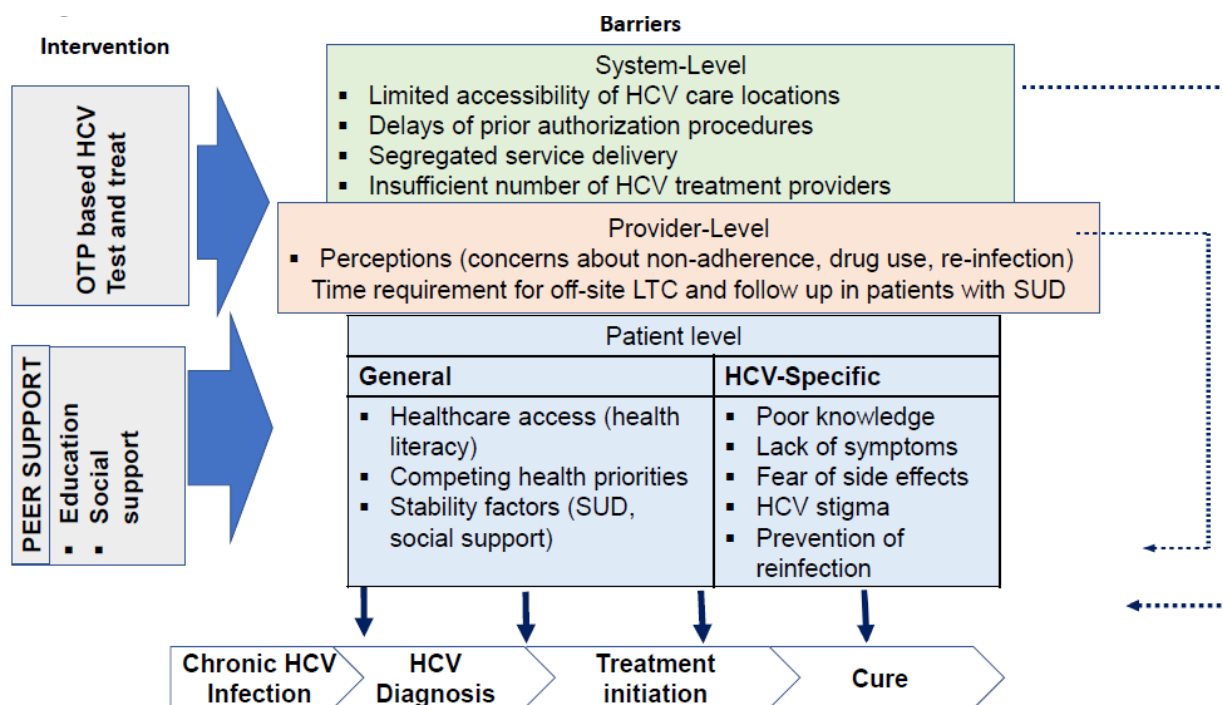 Barriers
Intervention
OTP based HCV
Test and treat
PEER SUPPORT
▪ Education
▪ Social
support
System-Level
▪ Limited accessibility of HCV care locations
▪ Delays of prior authorization procedures
▪ Segregated service delivery
▪ Insufficient number of HCV treatment providers
Provider-Level
▪ Perceptions (concerns about non-adherence, drug use, re-infection)
Time requirement for off-site LTC and follow up in patients with SUD
Patient level
General
▪ Healthcare access (health
literacy)
▪ Competing health priorities
▪ Stability factors (SUD,
social support)
HCV-Specific
▪ Poor knowledge
▪ Lack of symptoms
▪ Fear of side effects
▪ HCV stigma
▪ Prevention of
reinfection
Chronic HCV
Infection
HCV
Diagnosis
Treatment
initiation
Cure